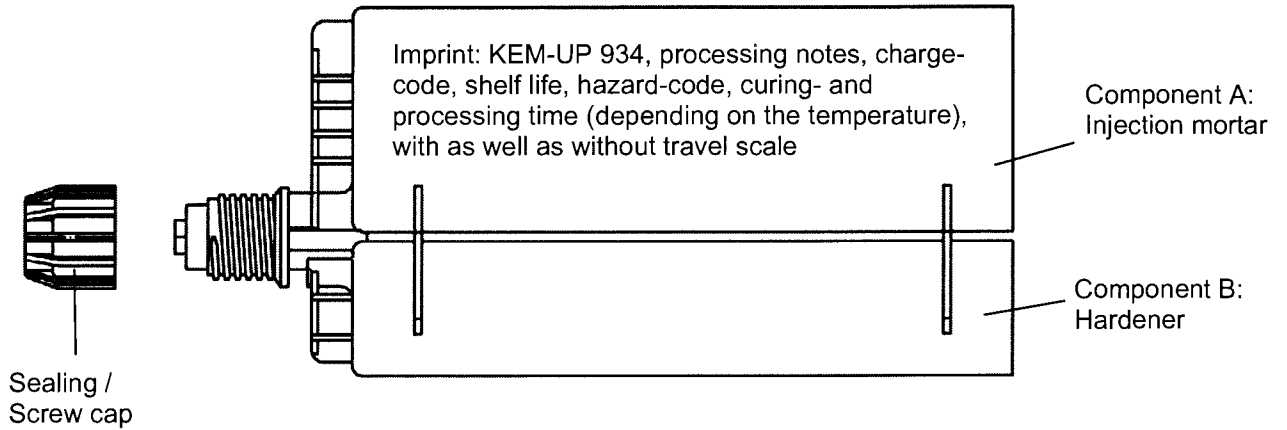 Imprint: KEM-UP 934, processing notes, charge-
code, shelf life, hazard-code, curing- and
processing time (depending on the temperature),
with as well as without travel scale
Component A:
Injection mortar
Component B:
Hardener
Sealing /
Screw cap